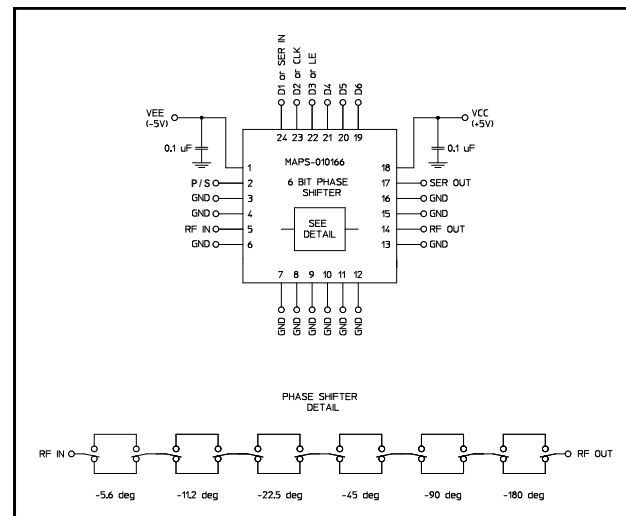 D1 or SER IN
D2 or CLK
D3 or LE
D4
D5
D6
VEE
(-5V)
VCC
(+5V)
24 23 22 21 20 19
0.1 uF
MAPS-010166
0.1 uF
1
18
P/S 2
6 BIT PHASE
SHIFTER
17 SER OUT
GND 3
16 GND
GND 4
15 GND
SEE
DETAIL
RF IN 5
14 RF OUT
GND 6
13 GND
7 8 9 10 11 12
GND GND GND GND GND GND
PHASE SHIFTER
DETAIL
RF IN
RF OUT
-5.6 deg -11.2 deg -22.5 deg -45 deg -90 deg -180 deg